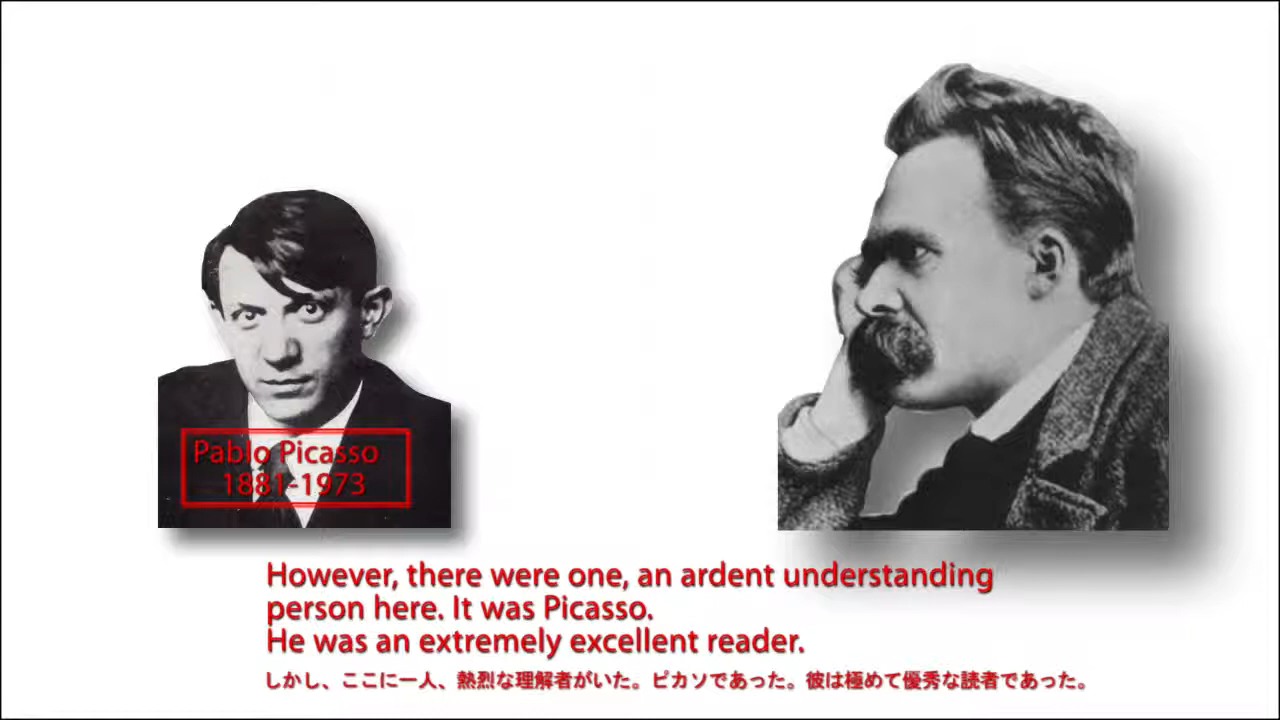 Pablo Picasso
1881-1973
However, there were one, an ardent understanding
person here. It was Picasso.
He was an extremely excellent reader.
しかし、ここに一人、熱烈な理解者がいた。ピカソであった。彼は極めて優秀な読者であった。